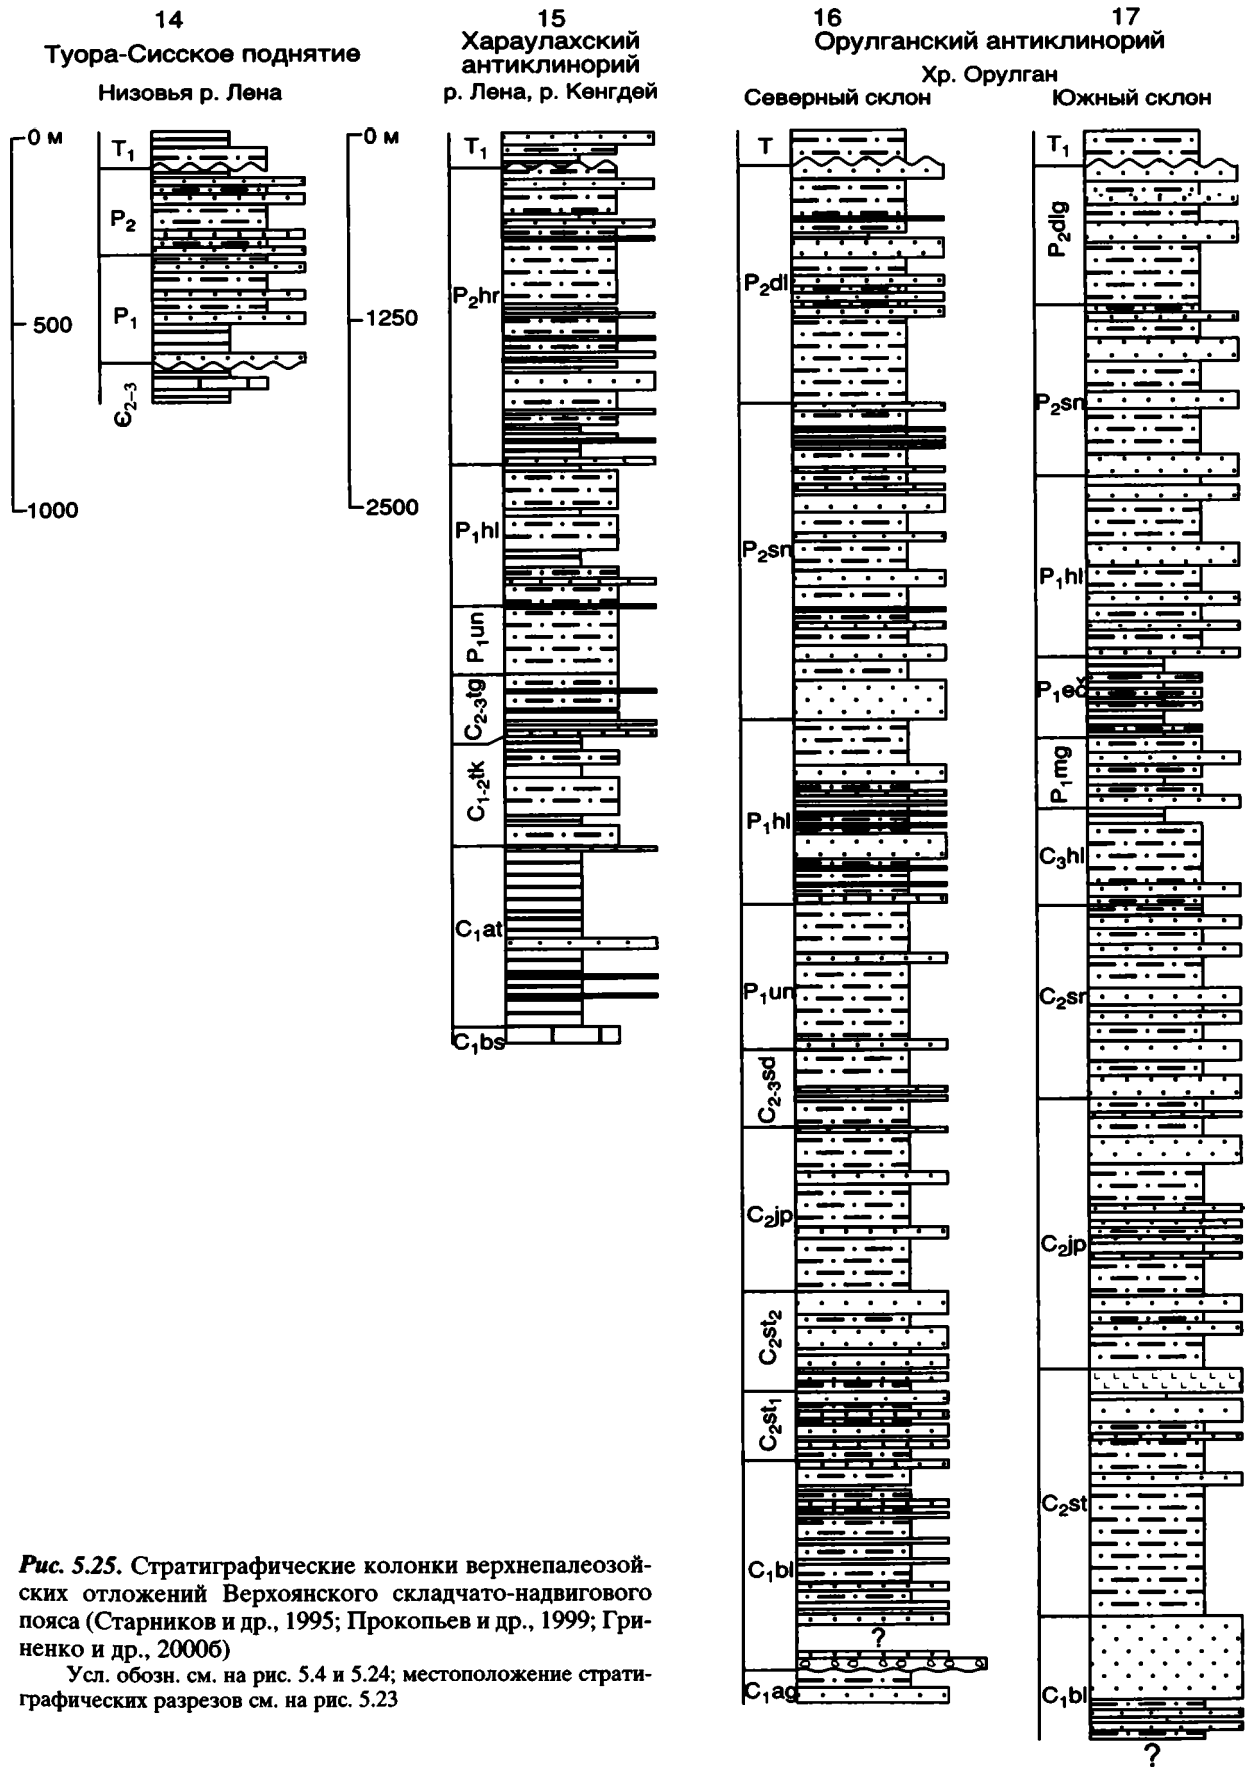 14
Туора-Сисское поднятие
Низовья р. Лена
0 м
500
1000
T₁
P₂
P₁
Є₂₋₃
15
Хараулахский
антиклинорий
р. Лена, р. Кенгдей
0 м
1250
2500
T₁
P₂hr
P₁hl
P₁un
C₂₋₃tg
C₁₋₂tk
C₁at
C₁bs
16
17
Орулганский антиклинорий
Хр. Орулган
Северный склон
Южный склон
T
P₂dl
P₂sn
P₁hl
P₁un
C₂₋₃sd
C₂jp
C₂st₂
C₂st₁
C₁bl
?
C₁ag
T₁
P₂dlg
P₂sn
P₁hl
P₁eč
P₁mg
C₃hl
C₂sr
C₂jp
C₂st
C₁bl
?
Рис. 5.25. Стратиграфические колонки верхнепалеозой-
ских отложений Верхоянского складчато-надвигового
пояса (Старников и др., 1995; Прокопьев и др., 1999; Гри-
ненко и др., 2000б)
Усл. обозн. см. на рис. 5.4 и 5.24; местоположение страти-
графических разрезов см. на рис. 5.23